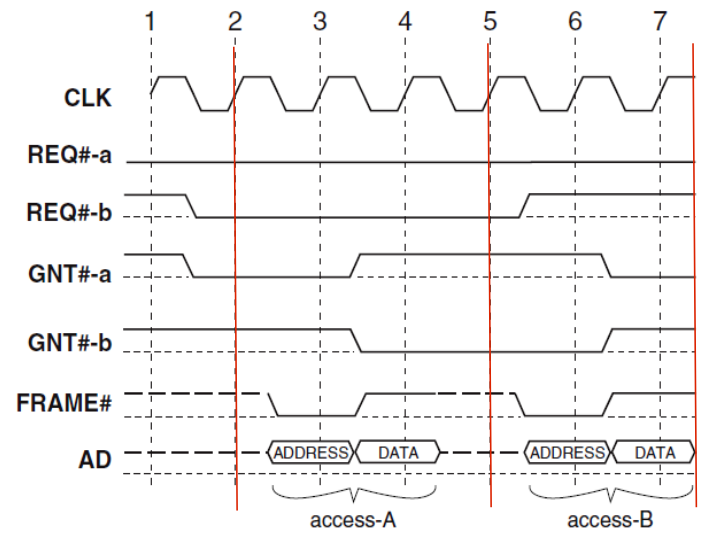 1 2 3 4 5 6 7
CLK
REQ#-a
REQ#-b
GNT#-a
GNT#-b
FRAME#
AD ADDRESS DATA ADDRESS DATA
access-A access-B